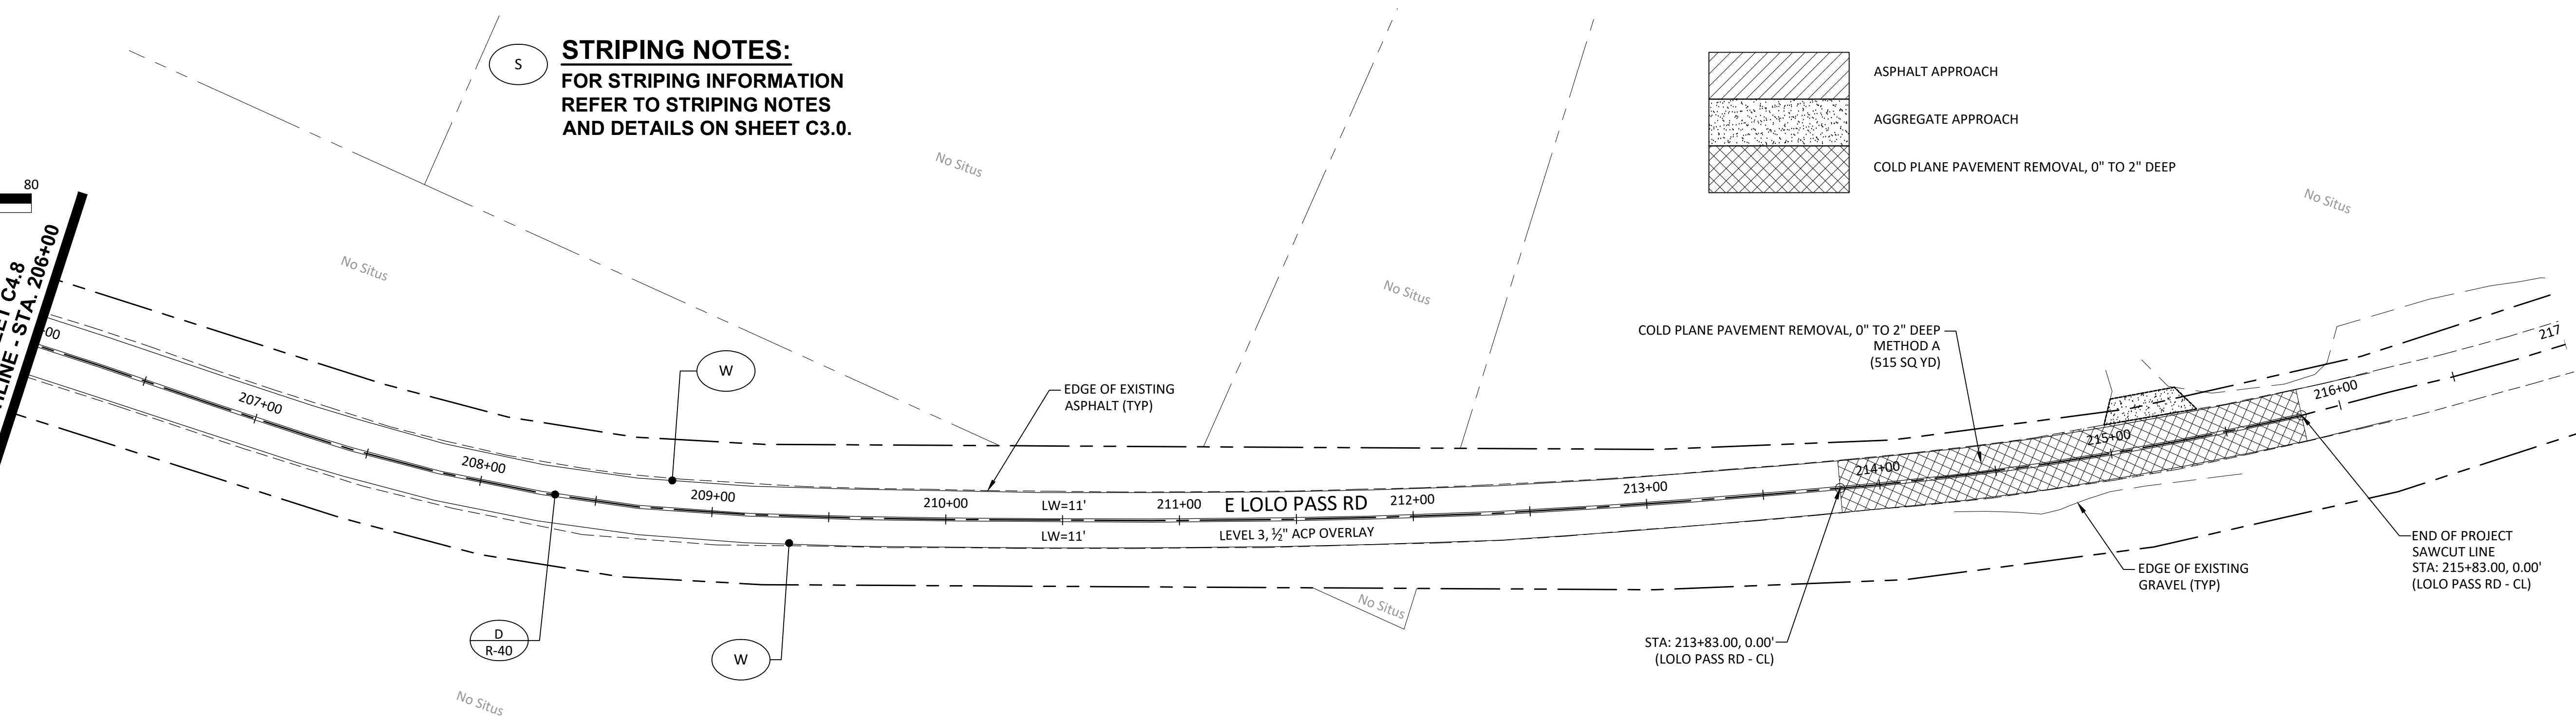 S
STRIPING NOTES:
FOR STRIPING INFORMATION
REFER TO STRIPING NOTES
AND DETAILS ON SHEET C3.0.
ASPHALT APPROACH
AGGREGATE APPROACH
COLD PLANE PAVEMENT REMOVAL, 0" TO 2" DEEP
No Situs
No Situs
No Situs
No Situs
80
C4.8
STA. 206+00
207+00
208+00
209+00
210+00
211+00
212+00
213+00
214+00
215+00
216+00
217
W
EDGE OF EXISTING
ASPHALT (TYP)
COLD PLANE PAVEMENT REMOVAL, 0" TO 2" DEEP
METHOD A
(515 SQ YD)
LW=11'
E LOLO PASS RD
LW=11'
LEVEL 3, ½" ACP OVERLAY
END OF PROJECT
SAWCUT LINE
STA: 215+83.00, 0.00'
(LOLO PASS RD - CL)
EDGE OF EXISTING
GRAVEL (TYP)
No Situs
D
R-40
W
STA: 213+83.00, 0.00'
(LOLO PASS RD - CL)
No Situs